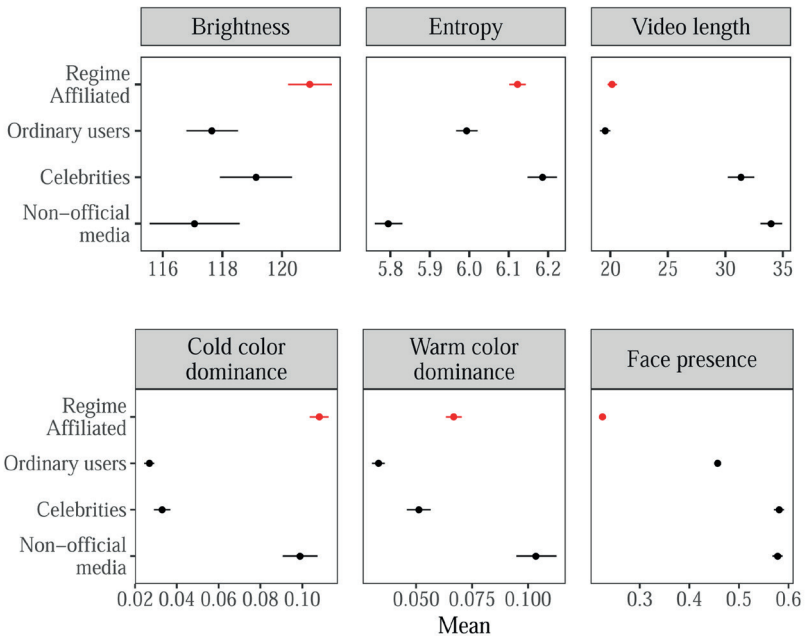 Brightness Entropy Video length
Regime
Affiliated
Ordinary users
Celebrities
Non−official
media
116 118 120 5.8 5.9 6.0 6.1 6.2 20 25 30 35
Cold color
dominance
Warm color
dominance
Face presence
Regime
Affiliated
Ordinary users
Celebrities
Non−official
media
0.02 0.04 0.06 0.08 0.10 0.050 0.075 0.100 0.3 0.4 0.5 0.6
Mean